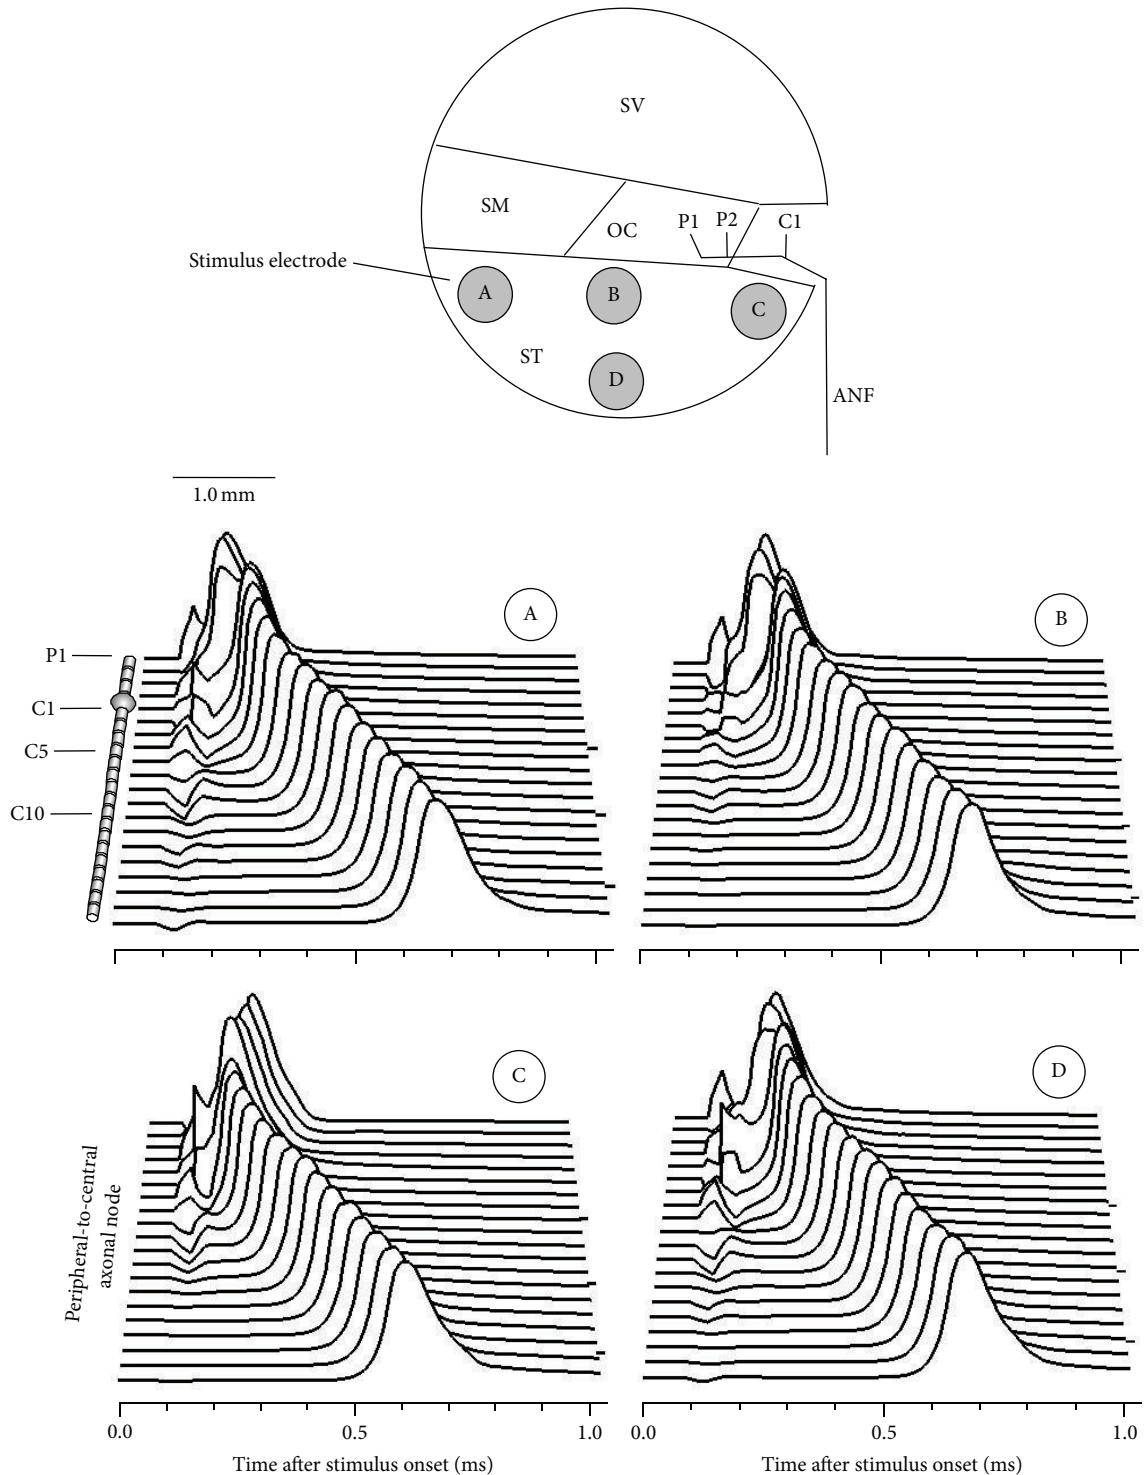 SV
SM
OC
P1 P2 C1
Stimulus electrode
A
B
C
ST
D
ANF
1.0 mm
A
B
P1
C1
C5
C10
C
D
Peripheral-to-central
axonal node
0.0 0.5 1.0
0.0 0.5 1.0
Time after stimulus onset (ms)
Time after stimulus onset (ms)